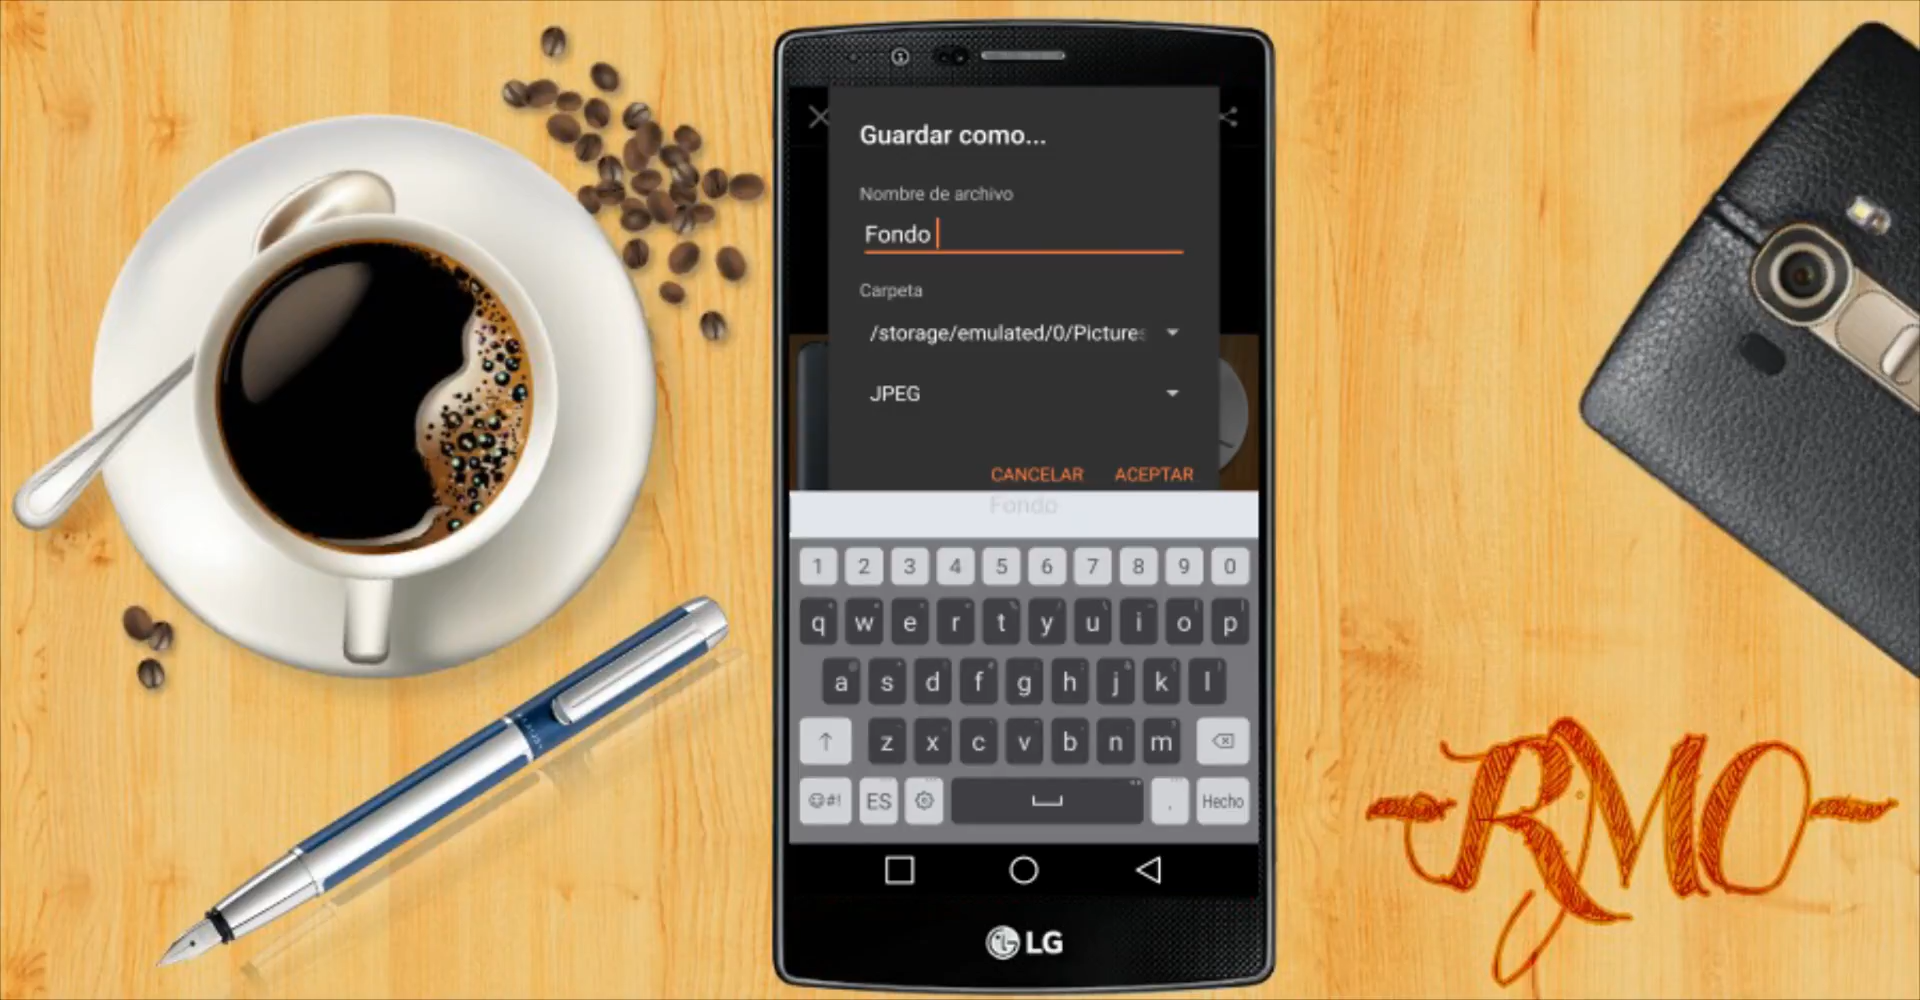 Guardar como...
Nombre de archivo
Fondo
Carpeta
/storage/emulated/0/Pictures
JPEG
CANCELAR ACEPTAR
Fondo
1 2 3 4 5 6 7 8 9 0
q w e r t y u i o p
a s d f g h j k l
z x c v b n m
☺#! ES . Hecho
LG
RMO